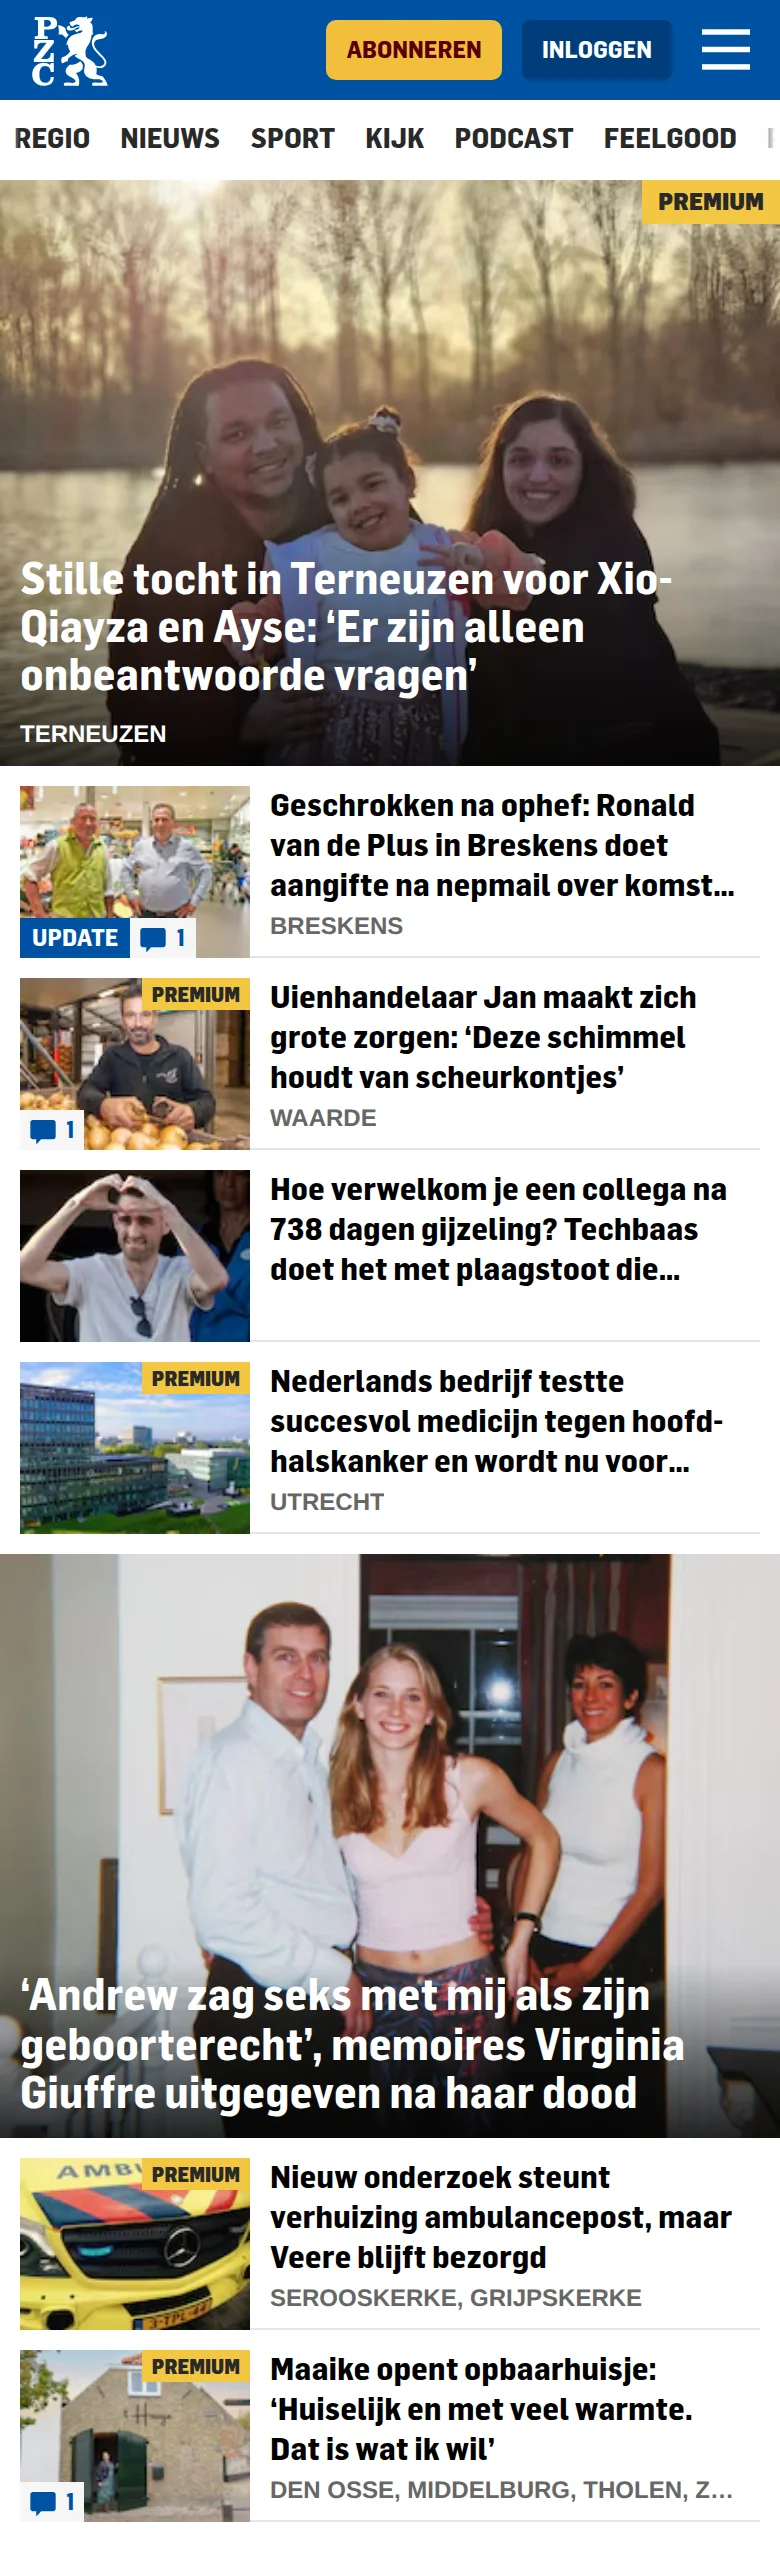 PZC
ABONNEREN
INLOGGEN
REGIO NIEUWS SPORT KIJK PODCAST FEELGOOD
PREMIUM
Stille tocht in Terneuzen voor Xio-
Qiayza en Ayse: ‘Er zijn alleen
onbeantwoorde vragen’
TERNEUZEN
Geschrokken na ophef: Ronald
van de Plus in Breskens doet
aangifte na nepmail over komst...
BRESKENS
UPDATE
1
PREMIUM
Uienhandelaar Jan maakt zich
grote zorgen: ‘Deze schimmel
houdt van scheurkontjes’
WAARDE
1
Hoe verwelkom je een collega na
738 dagen gijzeling? Techbaas
doet het met plaagstoot die...
PREMIUM
Nederlands bedrijf testte
succesvol medicijn tegen hoofd-
halskanker en wordt nu voor...
UTRECHT
‘Andrew zag seks met mij als zijn
geboorterecht’, memoires Virginia
Giuffre uitgegeven na haar dood
PREMIUM
Nieuw onderzoek steunt
verhuizing ambulancepost, maar
Veere blijft bezorgd
SEROOSKERKE, GRIJPSKERKE
PREMIUM
Maaike opent opbaarhuisje:
‘Huiselijk en met veel warmte.
Dat is wat ik wil’
DEN OSSE, MIDDELBURG, THOLEN, Z...
1